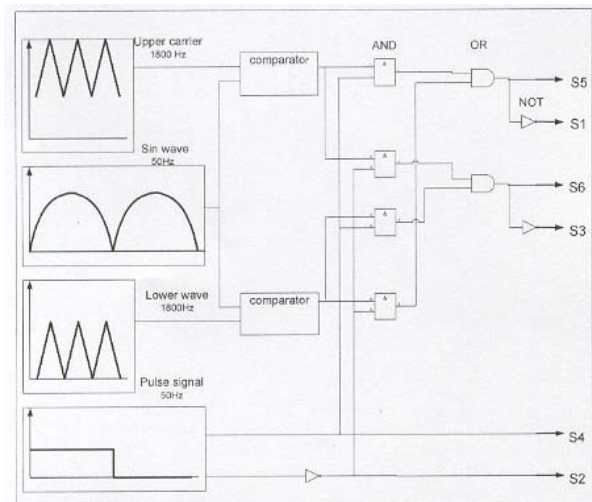 Upper carrier
1800 Hz
comparator
AND
OR
S5
NOT
S1
Sin wave
50Hz
S6
S3
Lower wave
1800Hz
comparator
Pulse signal
50Hz
S4
S2